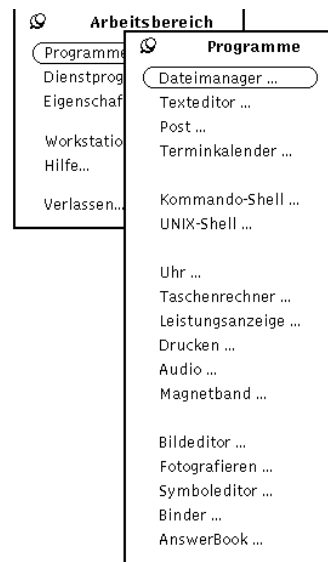 Arbeitsbereich
Programme
Dienstprog
Eigenschaf
Workstatio
Hilfe...
Verlassen...
Programme
Dateimanager ...
Texteditor ...
Post ...
Terminkalender ...
Kommando-Shell ...
UNIX-Shell ...
Uhr ...
Taschenrechner ...
Leistungsanzeige ...
Drucken ...
Audio ...
Magnetband ...
Bildeditor ...
Fotografieren ...
Symboleditor ...
Binder ...
AnswerBook ...